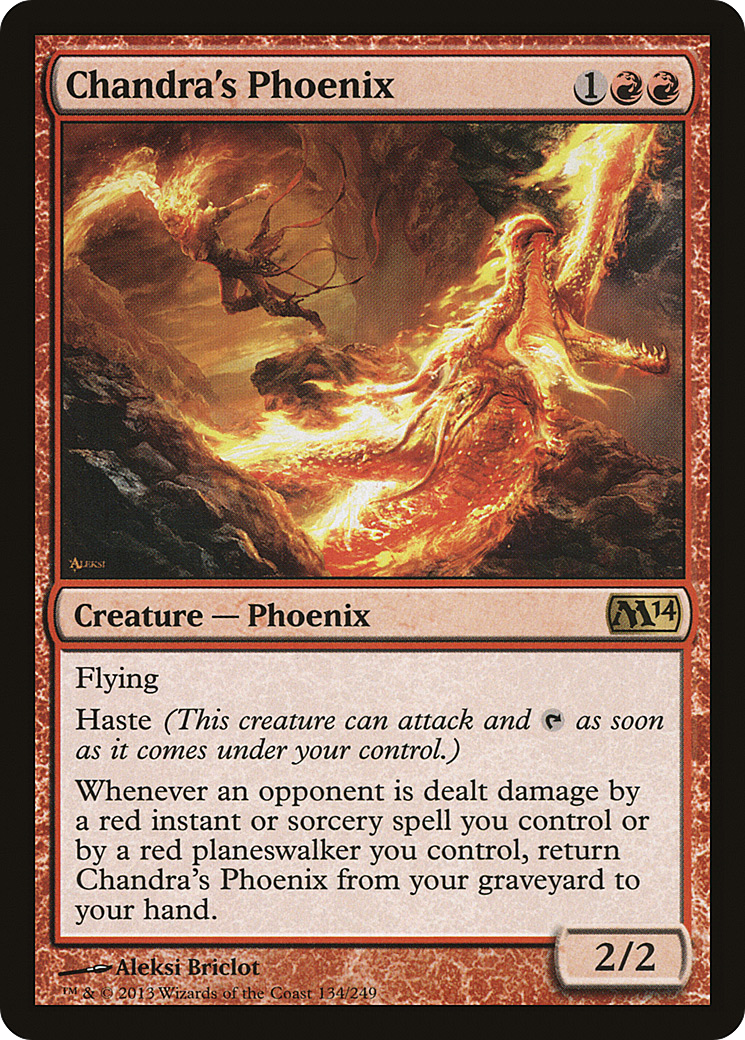 Chandra's Phoenix 1
ALEKSI
Creature — Phoenix M14
Flying
Haste (This creature can attack and as soon
as it comes under your control.)
Whenever an opponent is dealt damage by
a red instant or sorcery spell you control or
by a red planeswalker you control, return
Chandra's Phoenix from your graveyard to
your hand.
2/2
Aleksi Briclot
™ & © 2013 Wizards of the Coast 134/249